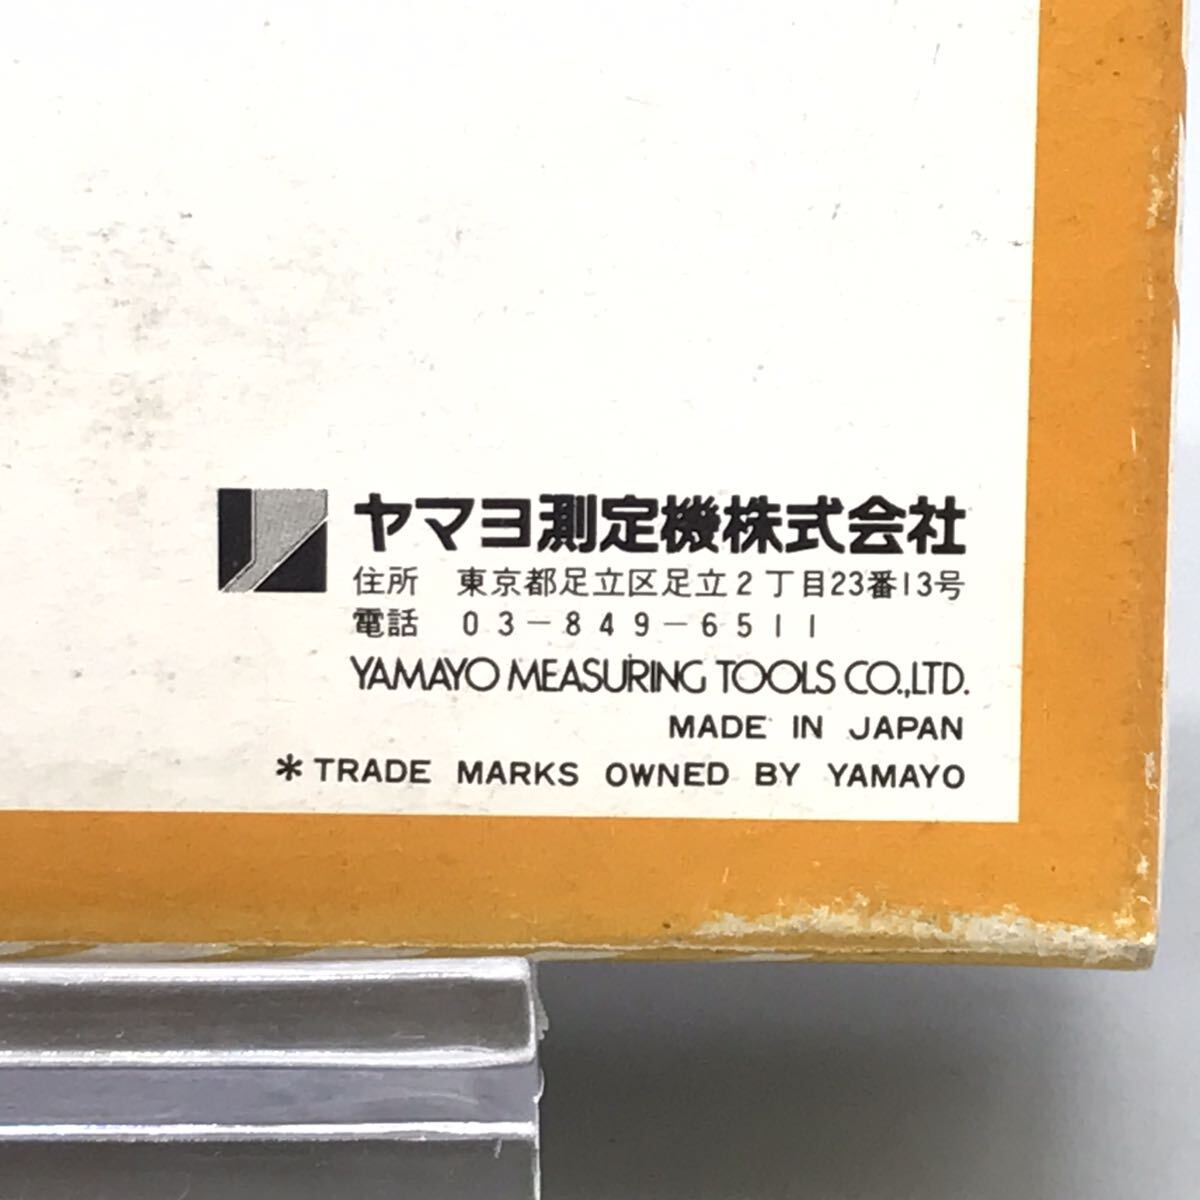 ヤマヨ測定機株式会社
住所　東京都足立区足立2丁目23番13号
電話　03-849-6511
YAMAYO MEASURING TOOLS CO.,LTD.
MADE IN JAPAN
*TRADE MARKS OWNED BY YAMAYO